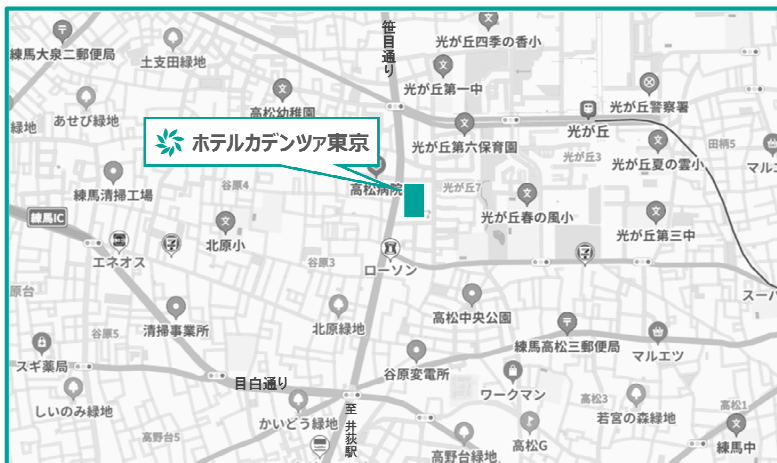 光が丘四季の香小
練馬大泉二郵便局
笹目通り
土支田緑地
光が丘第一中
あせび緑地
高松幼稚園
光が丘警察署
緑地
光が丘
ホテルカデンツァ東京
光が丘第六保育園
田柄5
光が丘3
光が丘夏の雲小
マルエ
練馬清掃工場
谷原4
高松病院
光が丘7
練馬IC
北原小
光が丘春の風小
光が丘第三中
エネオス
谷原3
ローソン
原台
スーパ
清掃事業所
北原緑地
高松中央公園
谷原5
練馬高松三郵便局
マルエツ
スギ薬局
谷原変電所
目白通り
ワークマン
しいのみ緑地
かいどう緑地
至 井荻駅
高松3
若宮の森緑地
高松1
高野台5
高野台緑地
高松G
練馬中